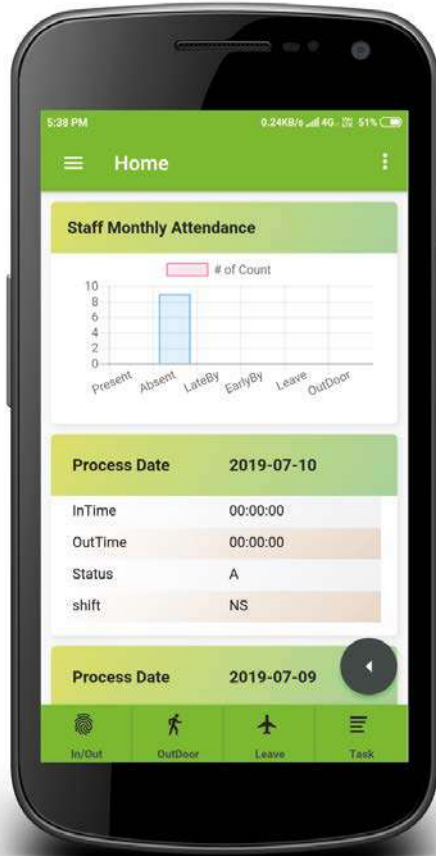 5:38 PM 0.24KB/s 4G 51%
Home
Staff Monthly Attendance
# of Count
10
8
6
4
2
0
Present Absent LateBy EarlyBy Leave OutDoor
Process Date 2019-07-10
InTime 00:00:00
OutTime 00:00:00
Status A
shift NS
Process Date 2019-07-09
In/Out OutDoor Leave Task